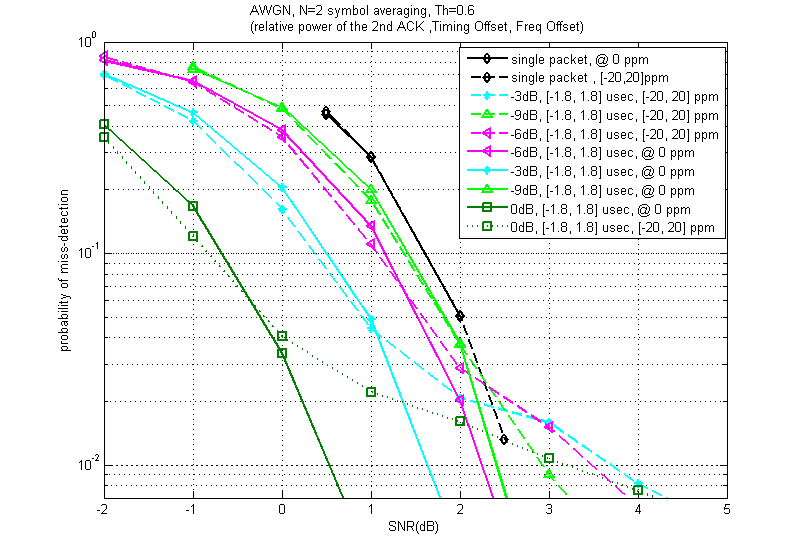 AWGN, N=2 symbol averaging, Th=0.6
(relative power of the 2nd ACK ,Timing Offset, Freq Offset)
10^0
single packet, @ 0 ppm
single packet , [-20,20]ppm
-3dB, [-1.8, 1.8] usec, [-20, 20] ppm
-9dB, [-1.8, 1.8] usec, [-20, 20] ppm
-6dB, [-1.8, 1.8] usec, [-20, 20] ppm
-6dB, [-1.8, 1.8] usec, @ 0 ppm
-3dB, [-1.8, 1.8] usec, @ 0 ppm
-9dB, [-1.8, 1.8] usec, @ 0 ppm
0dB, [-1.8, 1.8] usec, @ 0 ppm
0dB, [-1.8, 1.8] usec, [-20, 20] ppm
10^-1
probability of miss-detection
10^-2
-2 -1 0 1 2 3 4 5
SNR(dB)